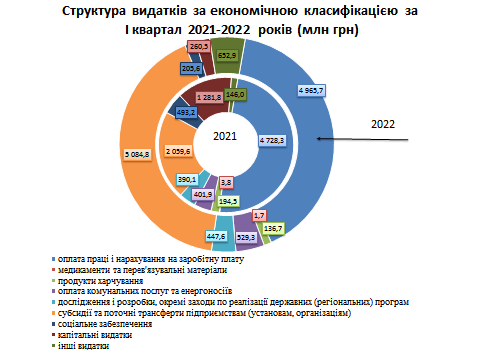 Структура видатків за економічною класифікацією за
І квартал 2021-2022 років (млн грн)
260,5
652,9
205,6
4 965,7
1 281,8
146,0
493,2
2022
2021
4 728,3
5 084,8
2 059,6
390,1
3,8
401,9
194,5
1,7
136,7
447,6
529,3
оплата праці і нарахування на заробітну плату
медикаменти та перев'язувальні матеріали
продукти харчування
оплата комунальних послуг та енергоносіїв
дослідження і розробки, окремі заходи по реалізації державних (регіональних) програм
субсидії та поточні трансферти підприємствам (установам, організаціям)
соціальне забезпечення
капітальні видатки
інші видатки